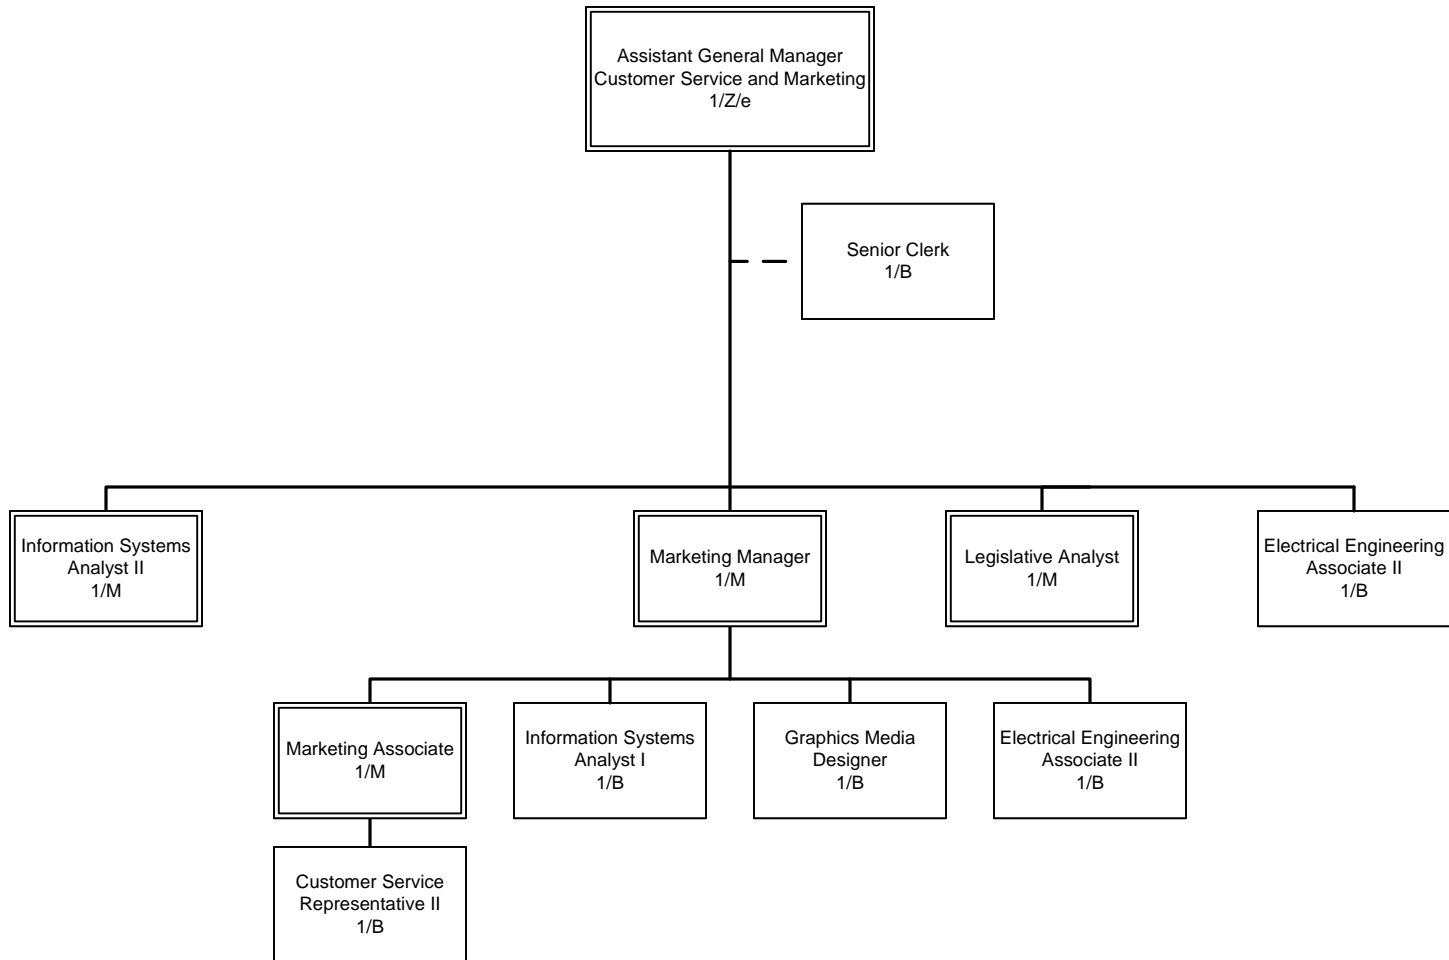 Assistant General Manager
Customer Service and Marketing
1/Z/e
Senior Clerk
1/B
Information Systems
Analyst II
1/M
Marketing Manager
1/M
Legislative Analyst
1/M
Electrical Engineering
Associate II
1/B
Marketing Associate
1/M
Information Systems
Analyst I
1/B
Graphics Media
Designer
1/B
Electrical Engineering
Associate II
1/B
Customer Service
Representative II
1/B